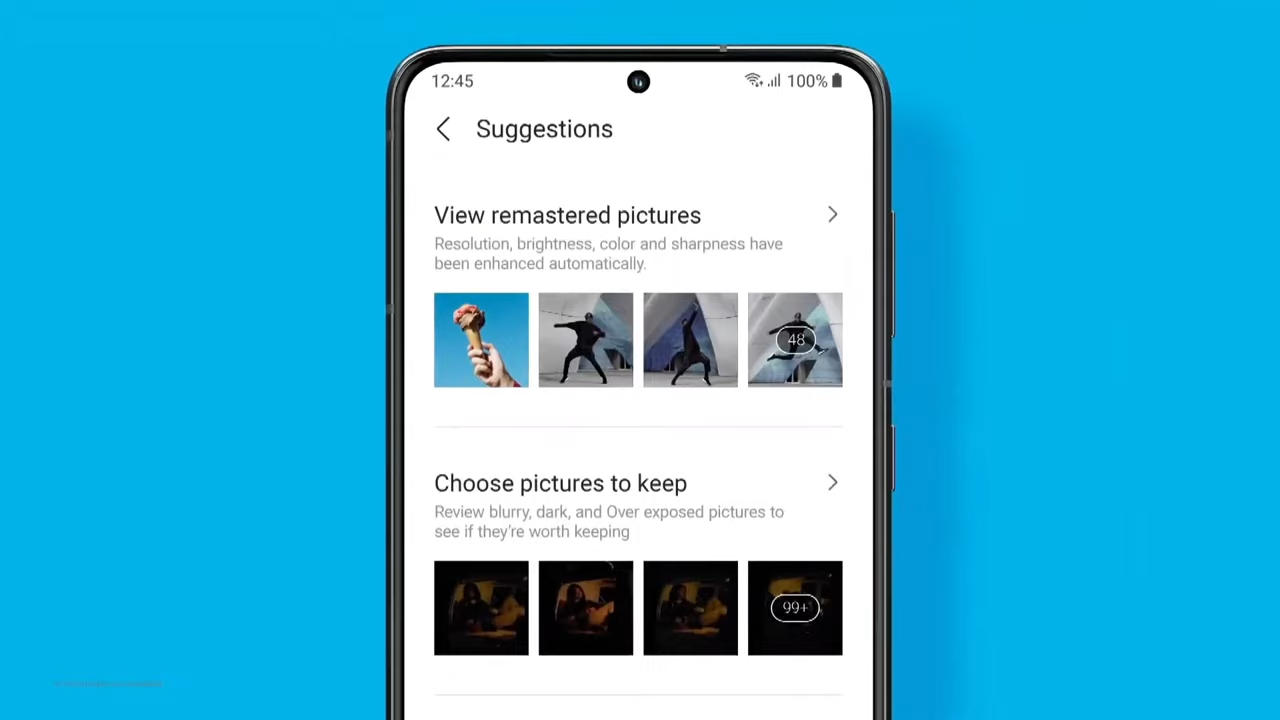 12:45
100%
Suggestions
View remastered pictures
Resolution, brightness, color and sharpness have
been enhanced automatically.
48
Choose pictures to keep
Review blurry, dark, and Over exposed pictures to
see if they're worth keeping
99+